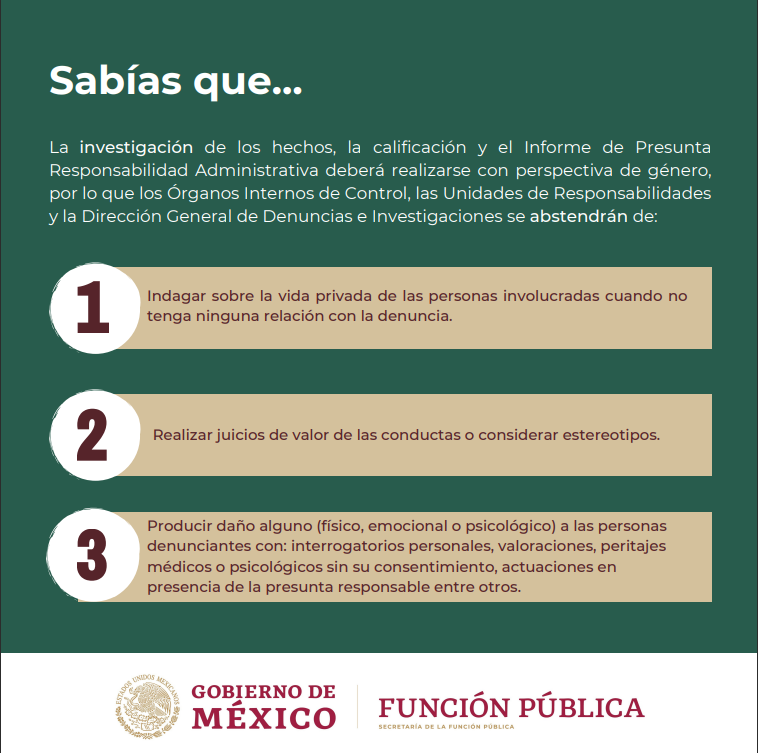 Sabías que...
La investigación de los hechos, la calificación y el Informe de Presunta
Responsabilidad Administrativa deberá realizarse con perspectiva de género,
por lo que los Órganos Internos de Control, las Unidades de Responsabilidades
y la Dirección General de Denuncias e Investigaciones se abstendrán de:
1
Indagar sobre la vida privada de las personas involucradas cuando no
tenga ninguna relación con la denuncia.
2
Realizar juicios de valor de las conductas o considerar estereotipos.
3
Producir daño alguno (físico, emocional o psicológico) a las personas
denunciantes con: interrogatorios personales, valoraciones, peritajes
médicos o psicológicos sin su consentimiento, actuaciones en
presencia de la presunta responsable entre otros.
ESTADOS UNIDOS MEXICANOS
GOBIERNO DE
MÉXICO
FUNCIÓN PÚBLICA
SECRETARÍA DE LA FUNCIÓN PÚBLICA